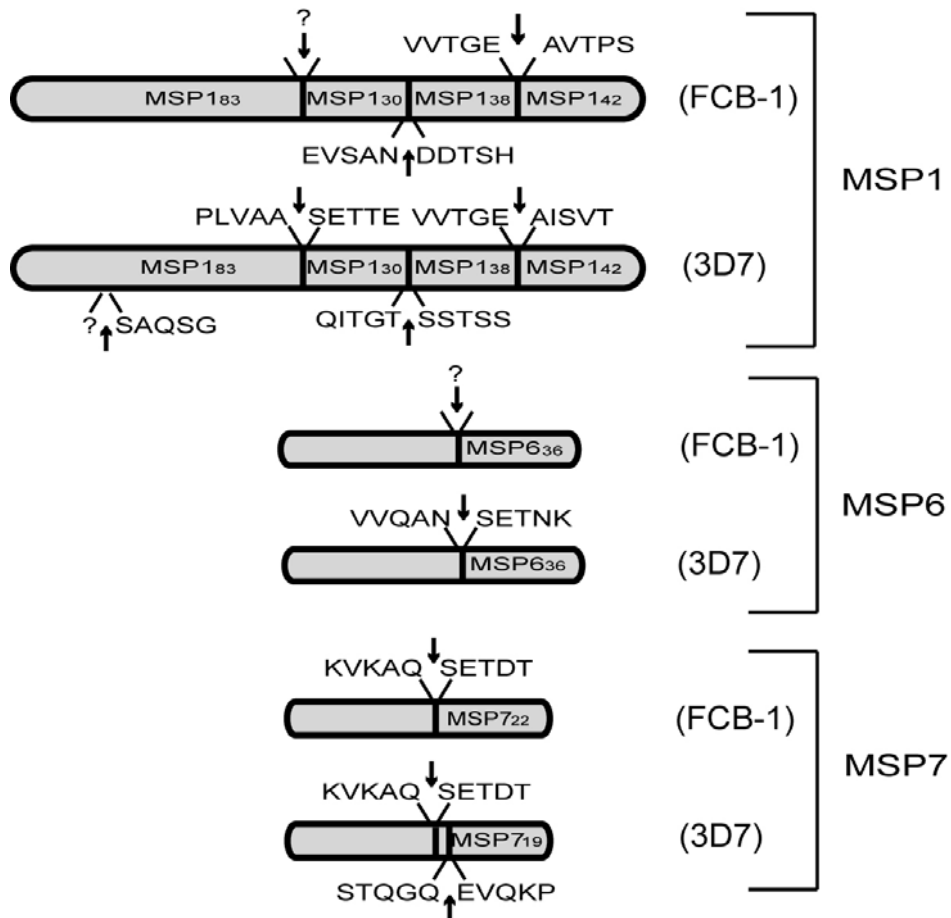 ?
VVTGE AVTPS
MSP183 MSP130 MSP138 MSP142 (FCB-1)
EVSAN DDTSH
MSP1
PLVAA SETTE VVTGE AISVT
MSP183 MSP130 MSP138 MSP142 (3D7)
? SAQSG QITGT SSTSS
?
MSP636 (FCB-1)
MSP6
VVQAN SETNK
MSP636 (3D7)
KVKAQ SETDT
MSP722 (FCB-1)
MSP7
KVKAQ SETDT
MSP719 (3D7)
STQGQ EVQKP